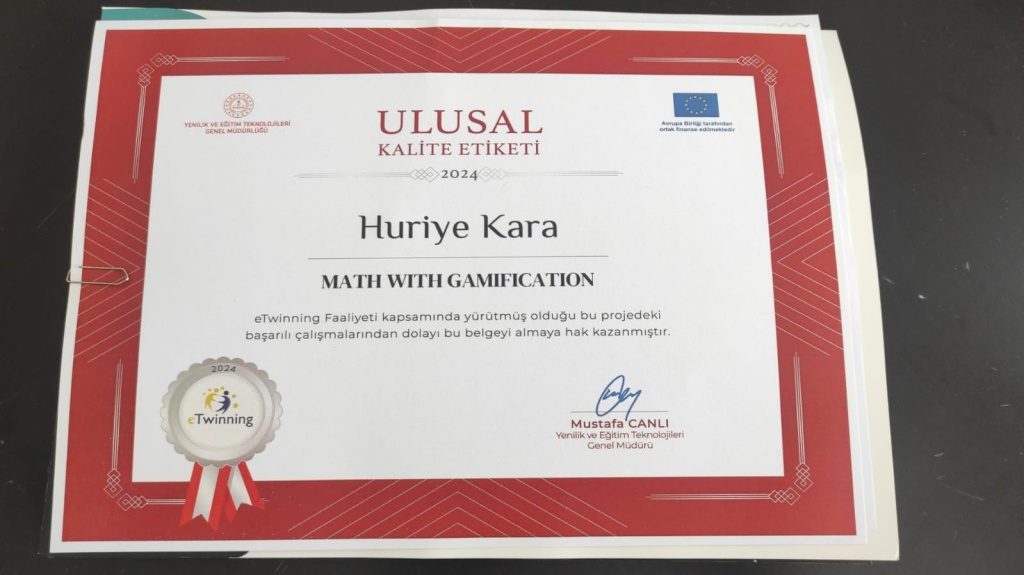 YENİLİK VE EĞİTİM TEKNOLOJİLERİ
GENEL MÜDÜRLÜĞÜ
ULUSAL
KALİTE ETİKETİ
2024
Avrupa Birliği tarafından
ortak finanse edilmektedir
Huriye Kara
MATH WITH GAMIFICATION
eTwinning Faaliyeti kapsamında yürütmüş olduğu bu projedeki
başarılı çalışmalarından dolayı bu belgeyi almaya hak kazanmıştır.
2024
eTwinning
Mustafa CANLI
Yenilik ve Eğitim Teknolojileri
Genel Müdürü